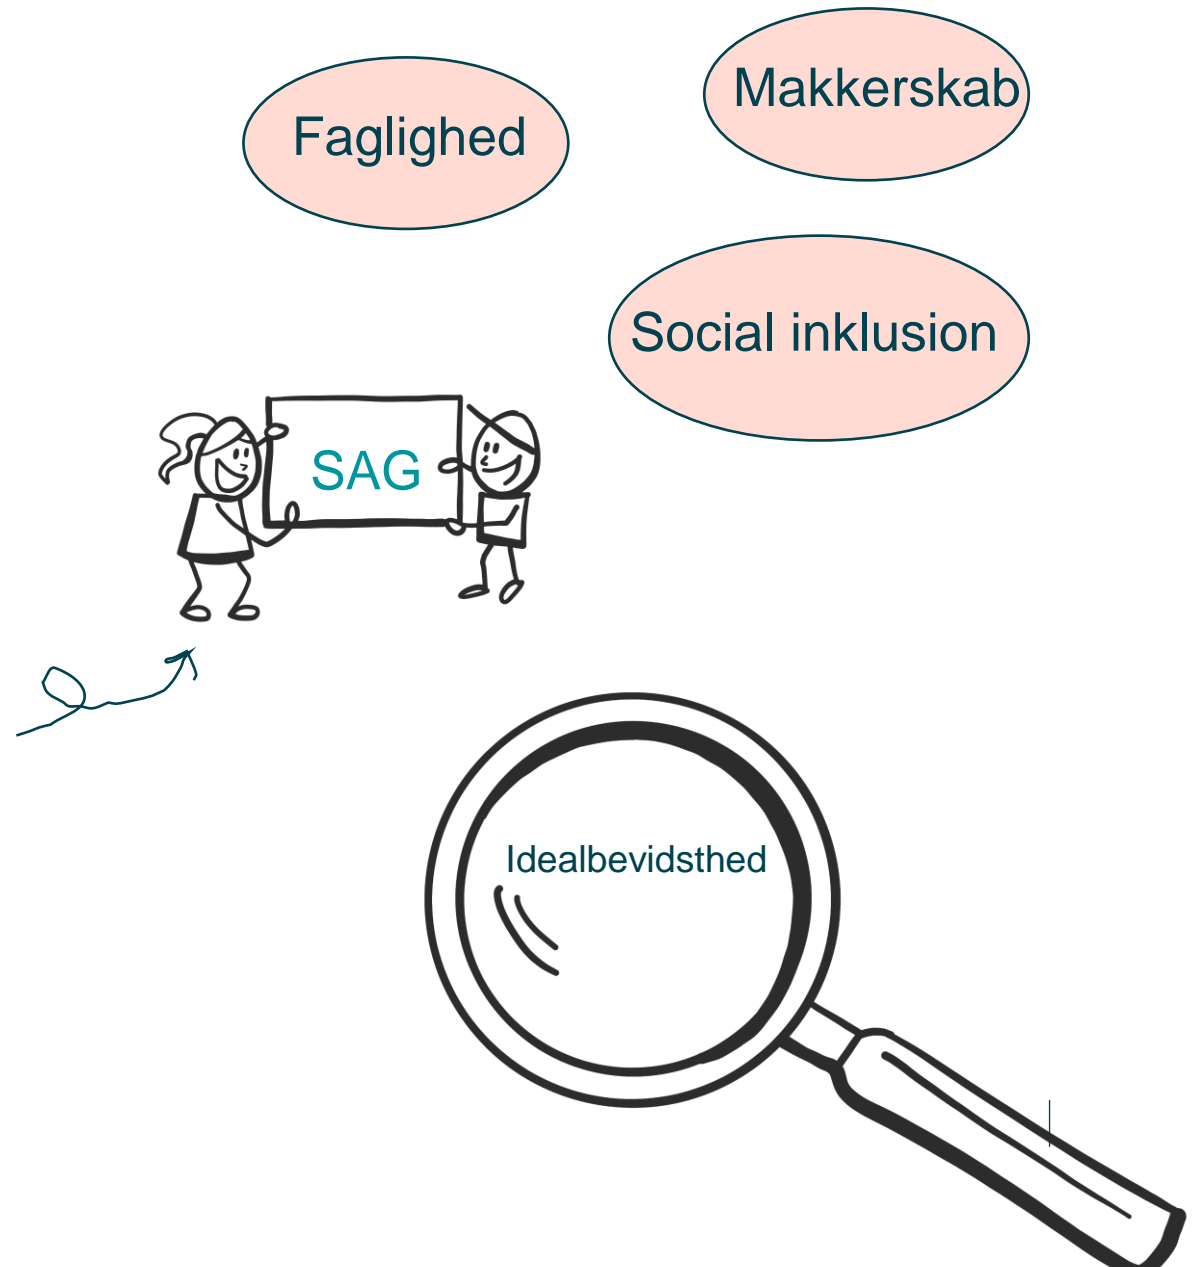 Makkerskab
Faglighed
Social inklusion
SAG
Idealbevidsthed